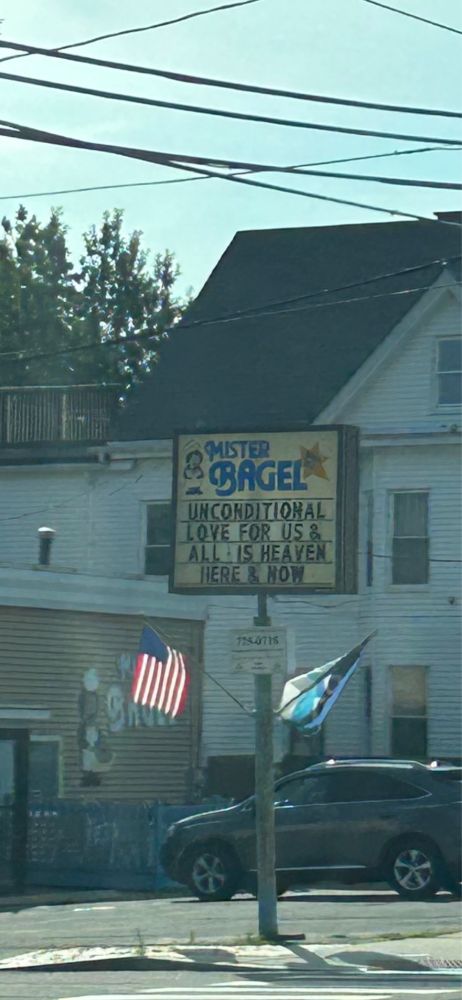 MISTER
BAGEL
UNCONDITIONAL
LOVE FOR US &
ALL · IS HEAVEN
HERE & NOW